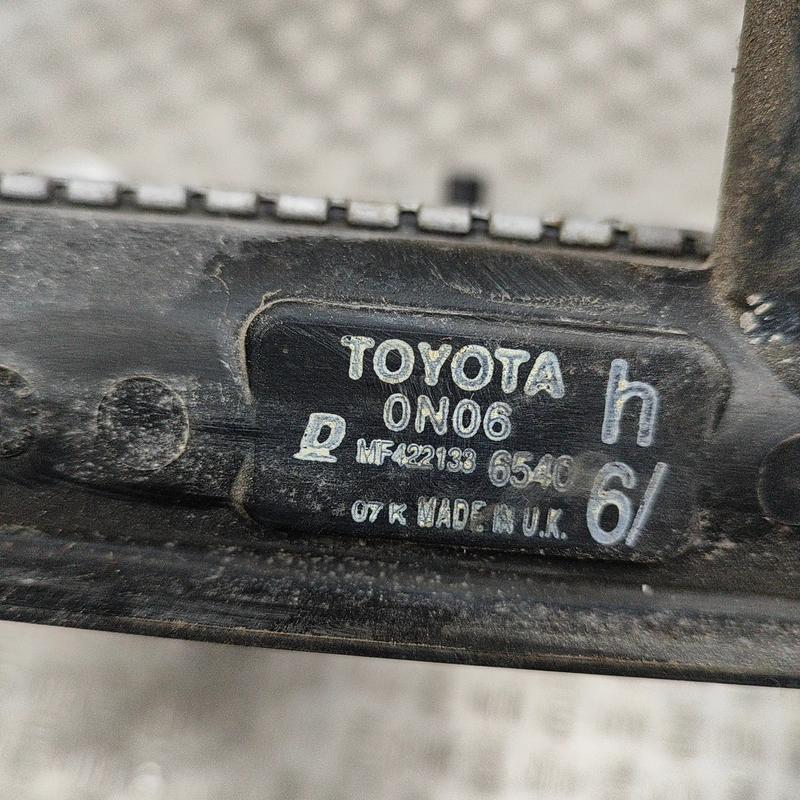 TOYOTA
0N06
h
D
MF422133 6540
6/
07 K MADE IN U.K.